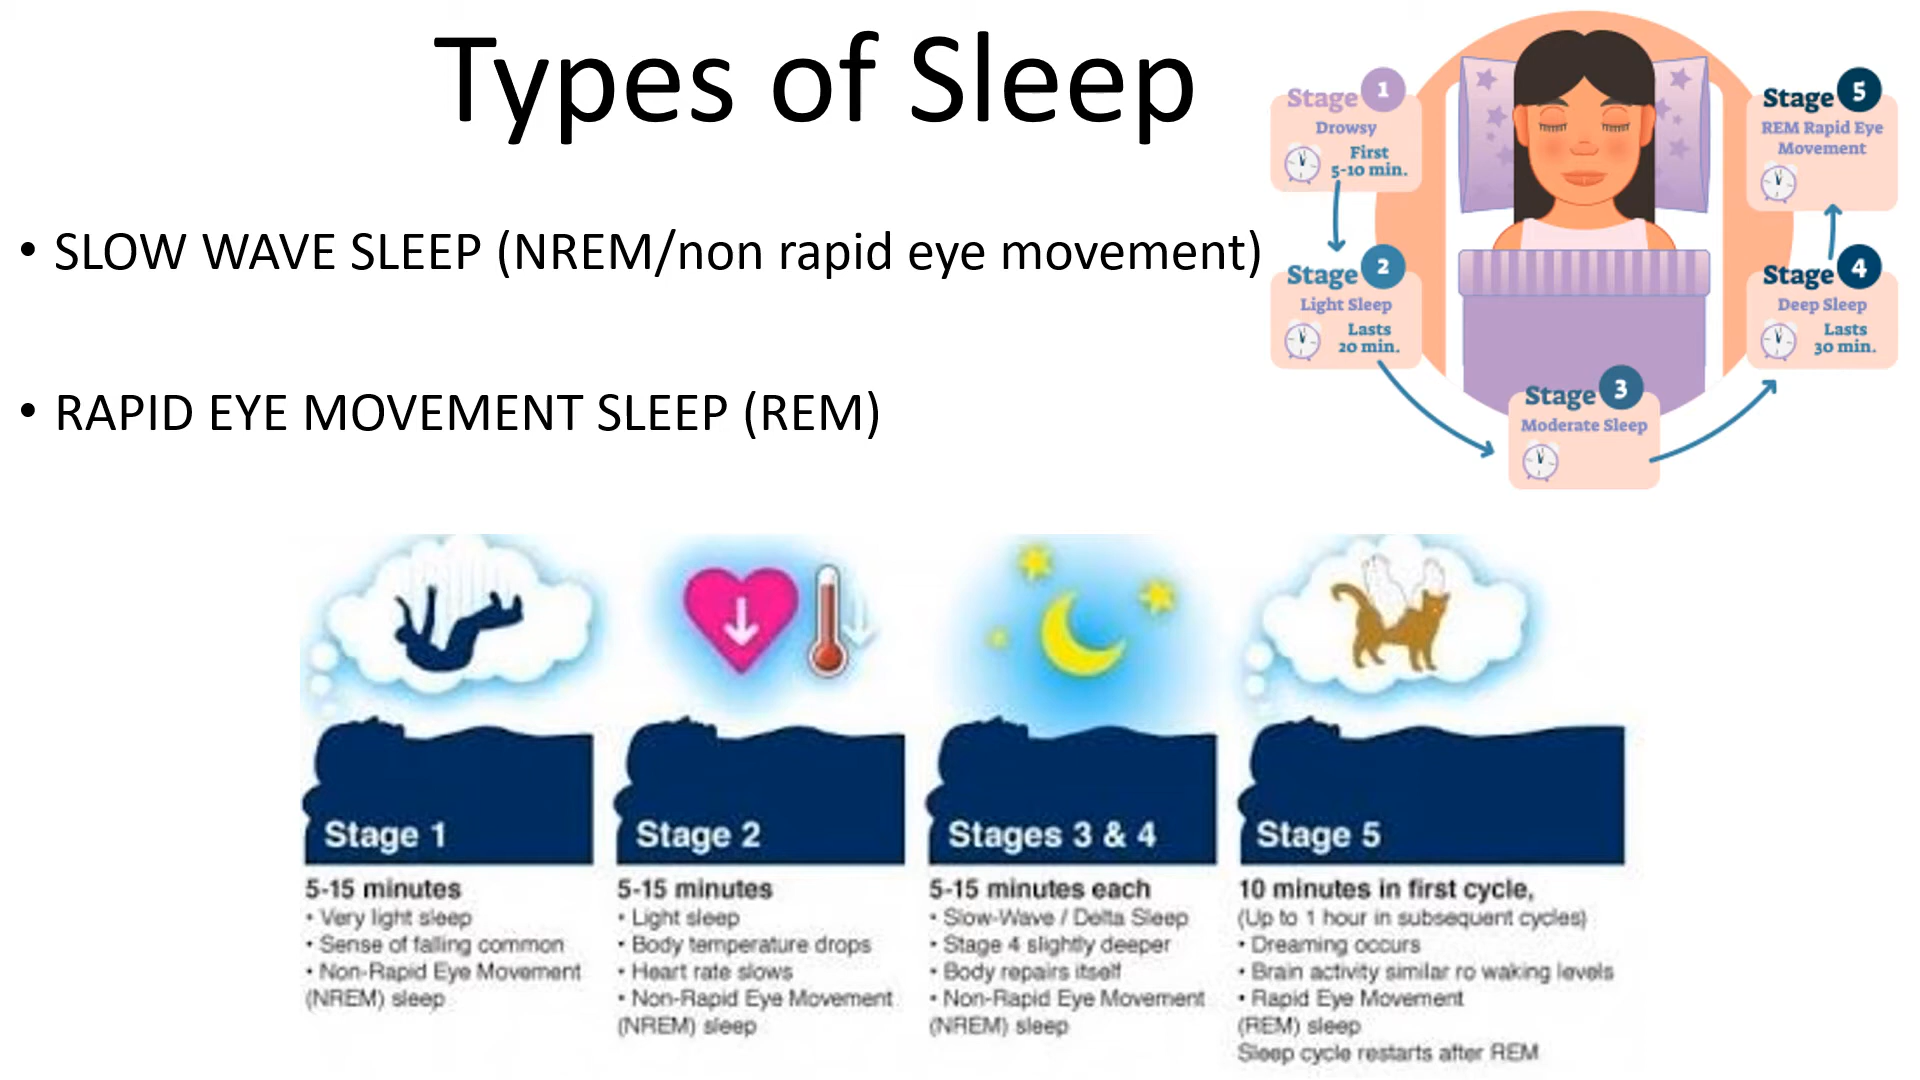 Types of Sleep
• SLOW WAVE SLEEP (NREM/non rapid eye movement)
• RAPID EYE MOVEMENT SLEEP (REM)
Stage 1
Drowsy
First
5-10 min.
Stage 2
Light Sleep
Lasts
20 min.
Stage 3
Moderate Sleep
Stage 4
Deep Sleep
Lasts
30 min.
Stage 5
REM Rapid Eye
Movement
Stage 1
5-15 minutes
• Very light sleep
• Sense of falling common
• Non-Rapid Eye Movement
(NREM) sleep
Stage 2
5-15 minutes
• Light sleep
• Body temperature drops
• Heart rate slows
• Non-Rapid Eye Movement
(NREM) sleep
Stages 3 & 4
5-15 minutes each
• Slow-Wave / Delta Sleep
• Stage 4 slightly deeper
• Body repairs itself
• Non-Rapid Eye Movement
(NREM) sleep
Stage 5
10 minutes in first cycle,
(Up to 1 hour in subsequent cycles)
• Dreaming occurs
• Brain activity similar ro waking levels
• Rapid Eye Movement
(REM) sleep
Sleep cycle restarts after REM